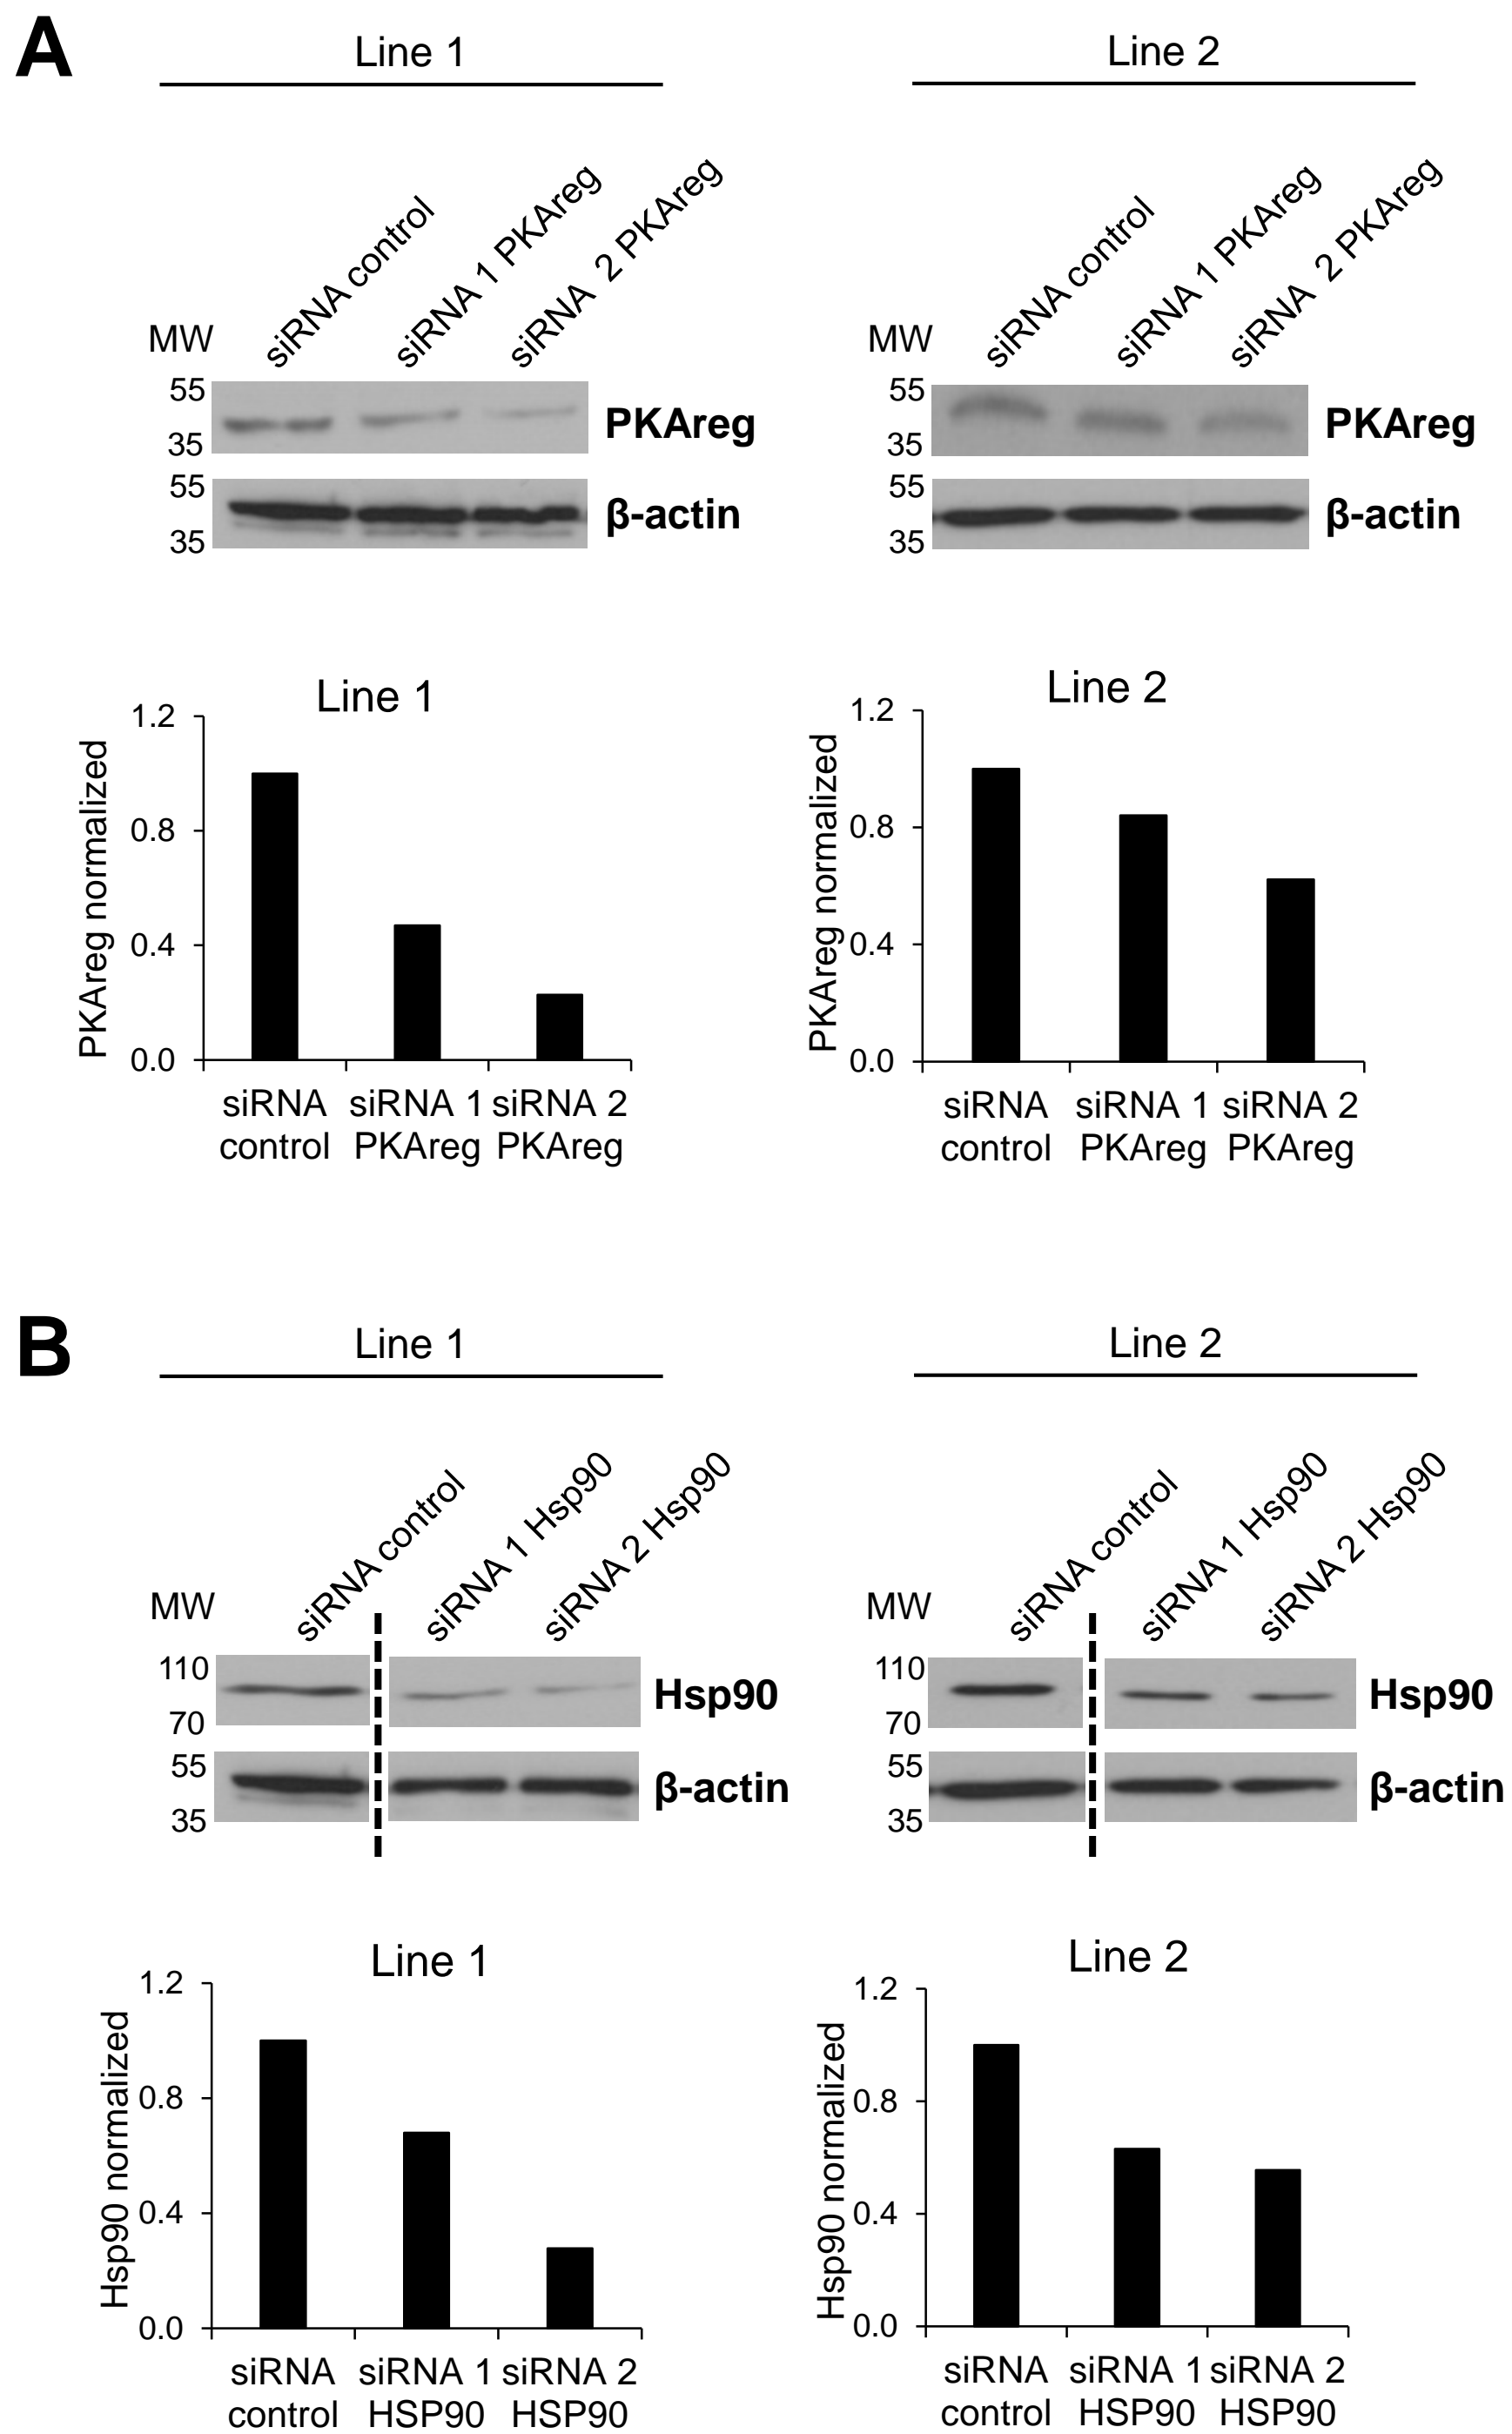 A
Line 1
Line 2
siRNA control
siRNA 1 PKAreg
siRNA 2 PKAreg
siRNA control
siRNA 1 PKAreg
siRNA 2 PKAreg
MW
MW
55
35
PKAreg
55
35
PKAreg
55
35
β-actin
55
35
β-actin
Line 1
PKAreg normalized
1.2
0.8
0.4
0.0
siRNA control
siRNA 1 PKAreg
siRNA 2 PKAreg
Line 2
PKAreg normalized
1.2
0.8
0.4
0.0
siRNA control
siRNA 1 PKAreg
siRNA 2 PKAreg
B
Line 1
Line 2
siRNA control
siRNA 1 Hsp90
siRNA 2 Hsp90
siRNA control
siRNA 1 Hsp90
siRNA 2 Hsp90
MW
MW
110
70
Hsp90
110
70
Hsp90
55
35
β-actin
55
35
β-actin
Line 1
Hsp90 normalized
1.2
0.8
0.4
0.0
siRNA control
siRNA 1 HSP90
siRNA 2 HSP90
Line 2
Hsp90 normalized
1.2
0.8
0.4
0.0
siRNA control
siRNA 1 HSP90
siRNA 2 HSP90